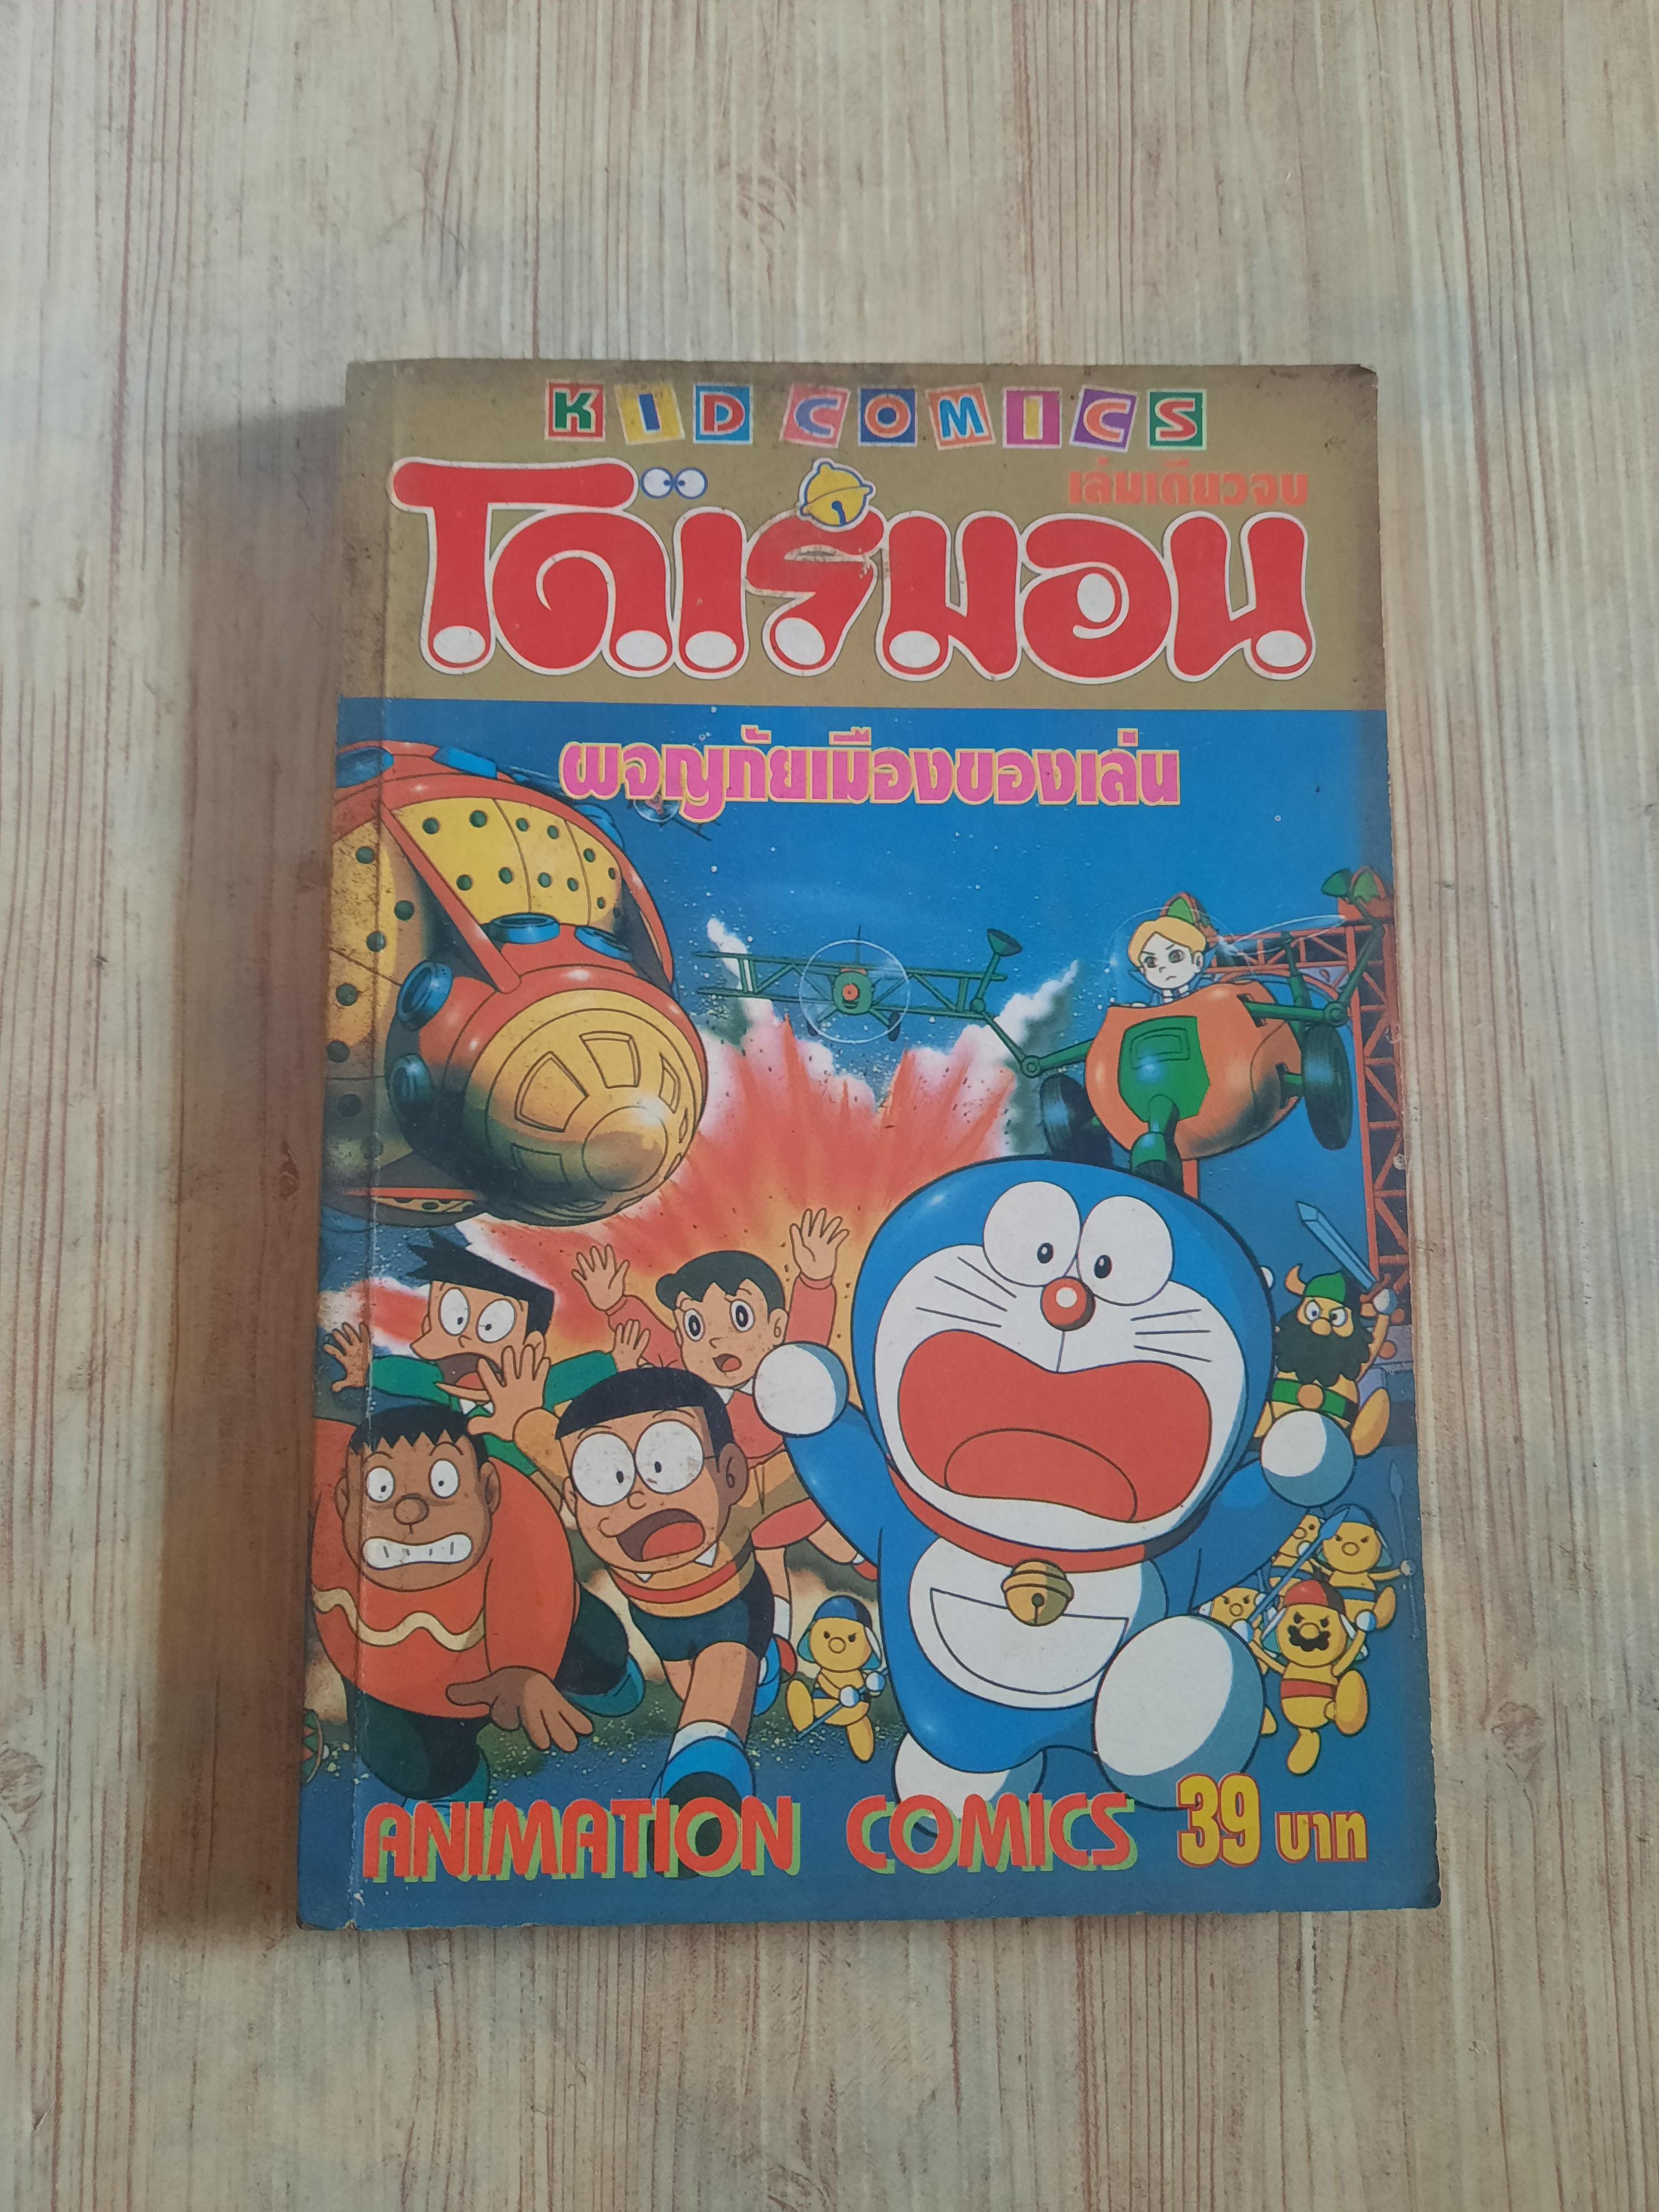 KID COMICS
เล่มเดียวจบ
โดเรมอน
ผจญภัยเมืองของเล่น
ANIMATION COMICS 39 บาท